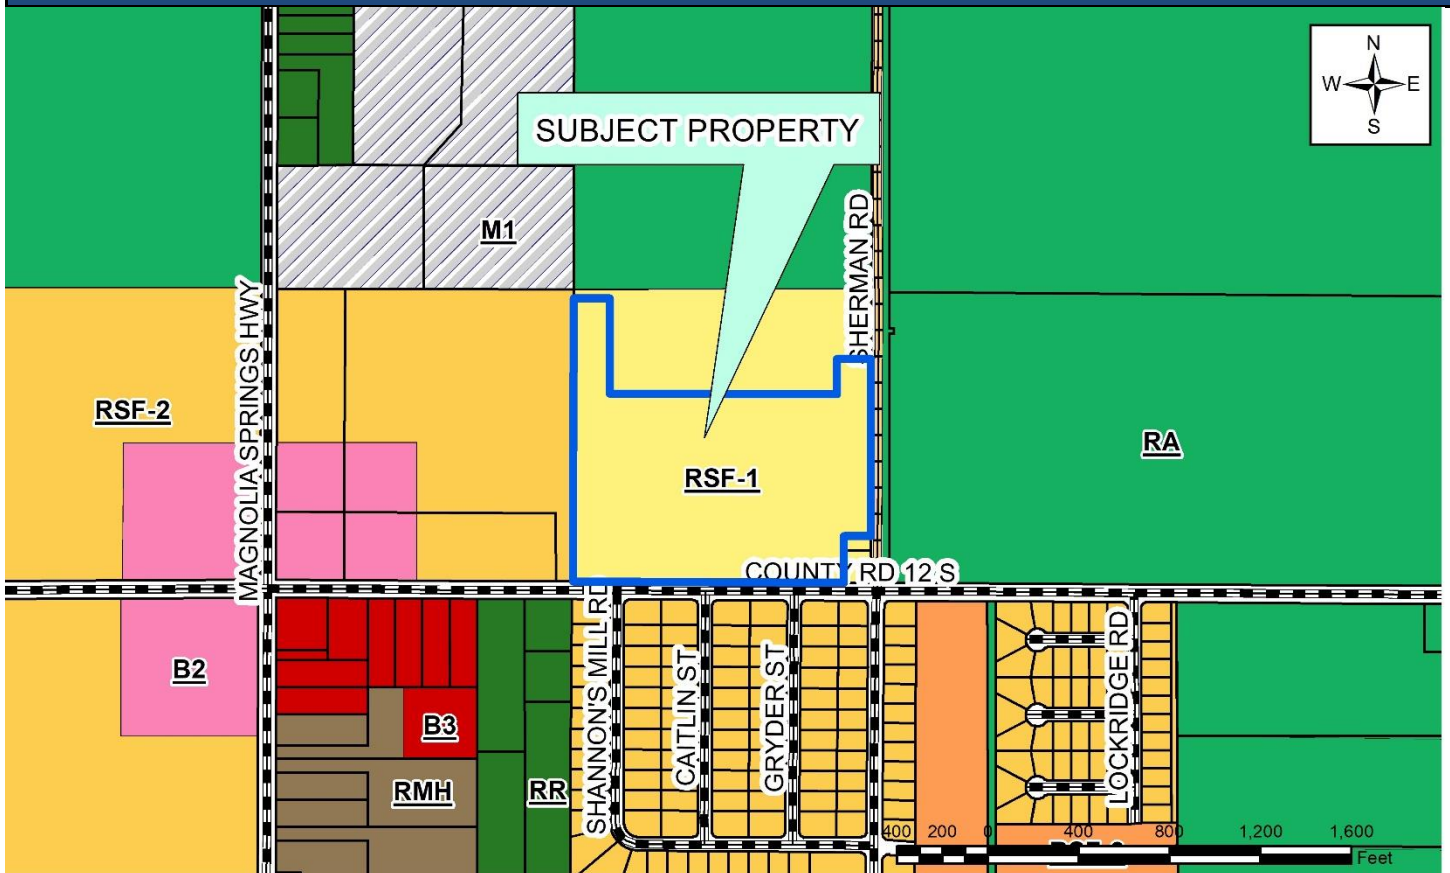 N
W E
S
SUBJECT PROPERTY
M1
SHERMAN RD
MAGNOLIA SPRINGS HWY
RSF-2
RA
RSF-1
COUNTY RD 12 S
SHANNON'S MILL RD
CAITLIN ST
GRYDER ST
LOCKRIDGE RD
B2
B3
RMH
RR
400 200 0 400 800 1,200 1,600
Feet